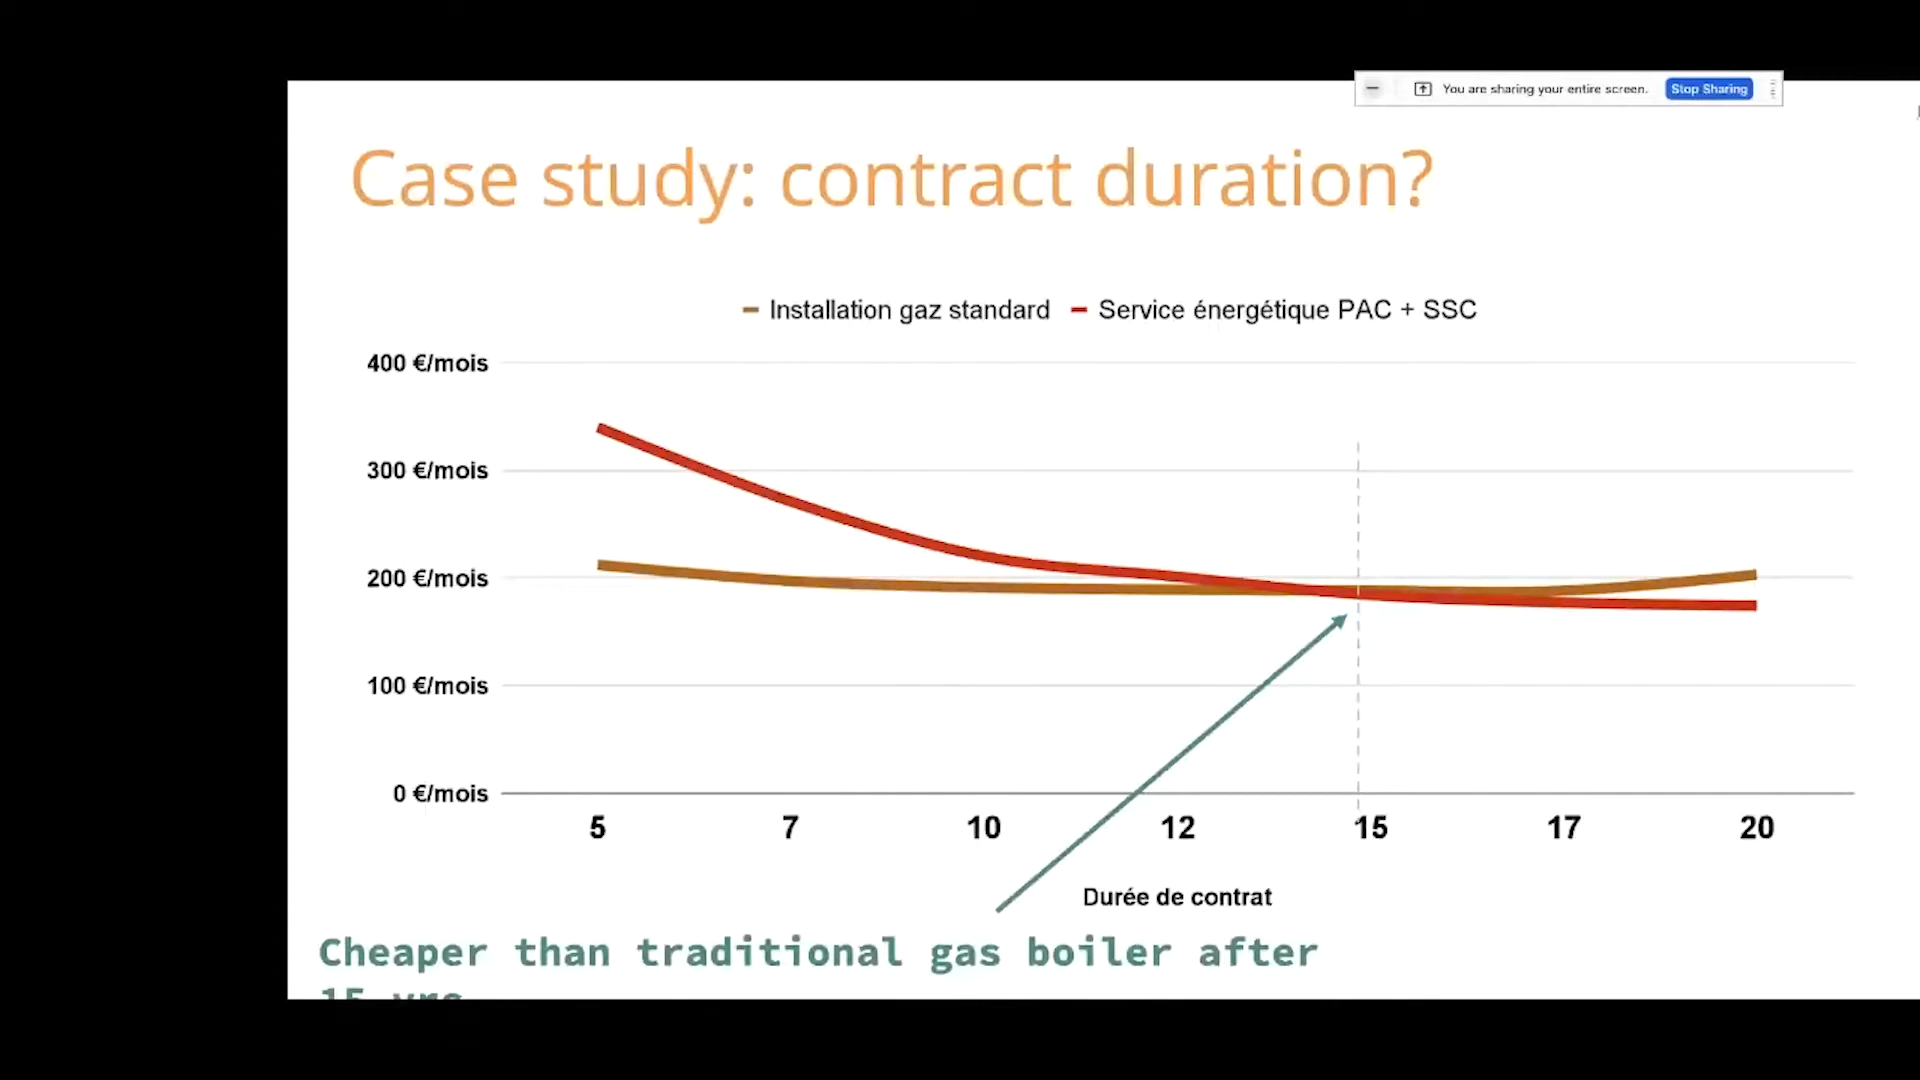 You are sharing your entire screen. Stop Sharing
Case study: contract duration?
Installation gaz standard Service énergétique PAC + SSC
400 €/mois
300 €/mois
200 €/mois
100 €/mois
0 €/mois
5 7 10 12 15 17 20
Durée de contrat
Cheaper than traditional gas boiler after
15 yrs